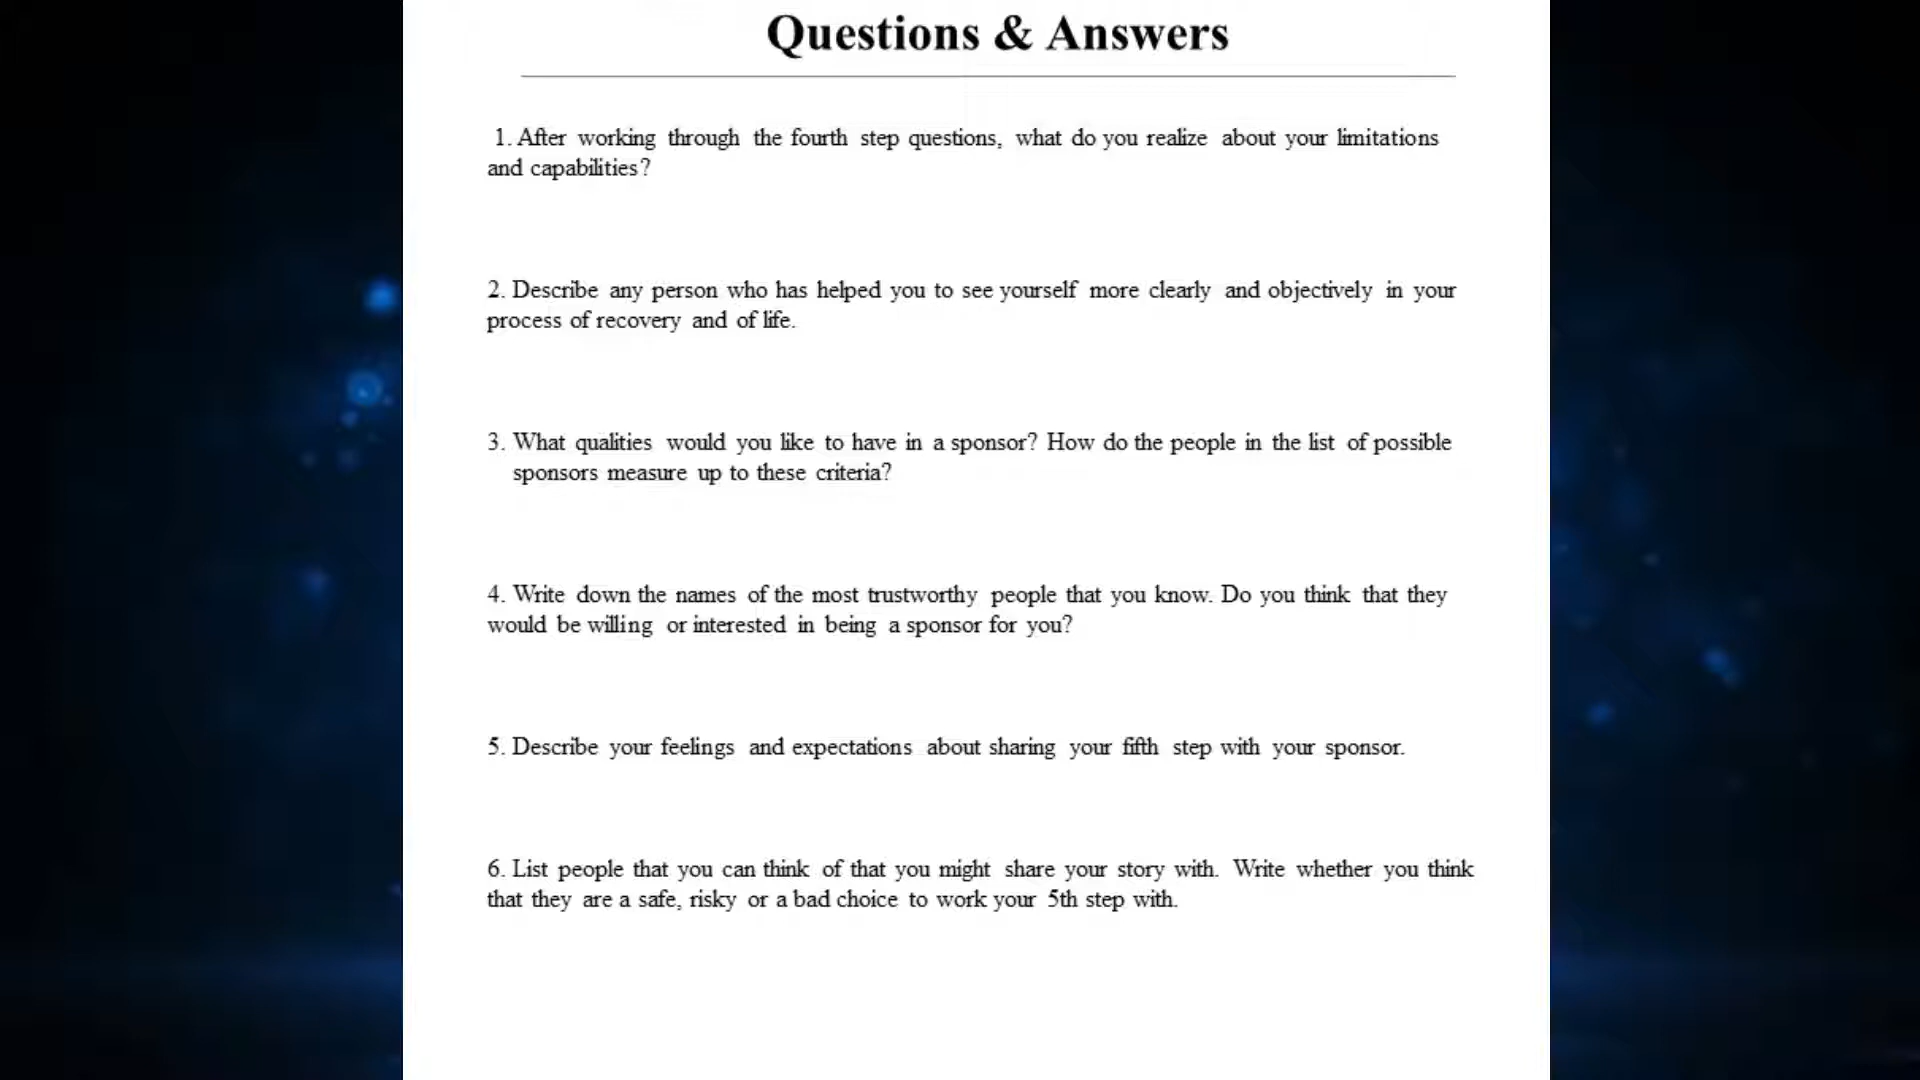 Questions & Answers
1. After working through the fourth step questions, what do you realize about your limitations
and capabilities?
2. Describe any person who has helped you to see yourself more clearly and objectively in your
process of recovery and of life.
3. What qualities would you like to have in a sponsor? How do the people in the list of possible
sponsors measure up to these criteria?
4. Write down the names of the most trustworthy people that you know. Do you think that they
would be willing or interested in being a sponsor for you?
5. Describe your feelings and expectations about sharing your fifth step with your sponsor.
6. List people that you can think of that you might share your story with. Write whether you think
that they are a safe, risky or a bad choice to work your 5th step with.